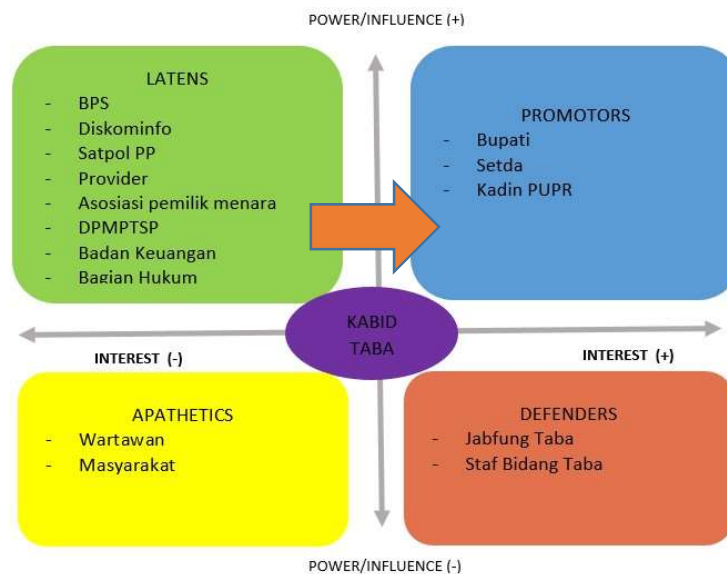 POWER/INFLUENCE (+)
LATENS
- BPS
- Diskominfo
- Satpol PP
- Provider
- Asosiasi pemilik menara
- DPMPTSP
- Badan Keuangan
- Bagian Hukum
PROMOTORS
- Bupati
- Setda
- Kadin PUPR
KABID
TABA
INTEREST (-)
INTEREST (+)
APATHETICS
- Wartawan
- Masyarakat
DEFENDERS
- Jabfung Taba
- Staf Bidang Taba
POWER/INFLUENCE (-)